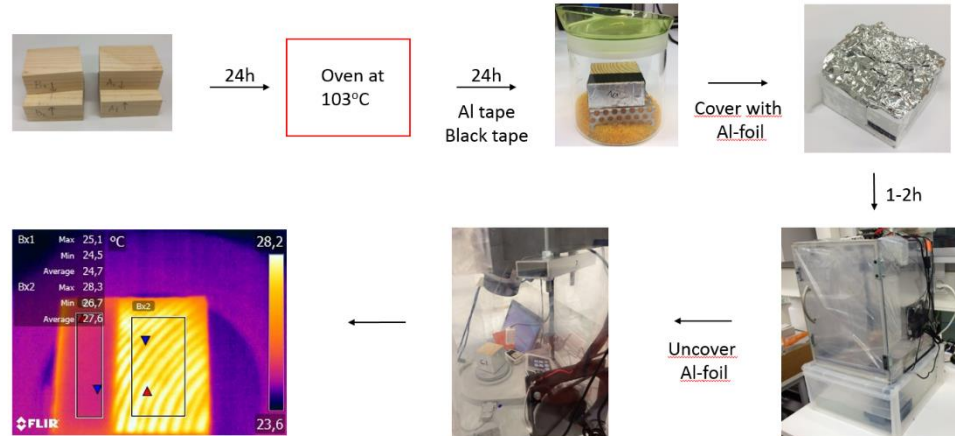 24h
Oven at
103°C
24h
Al tape
Black tape
Cover with
Al-foil
1-2h
Uncover
Al-foil
Bx1 Max 25,1 °C 28,2
Min 24,5
Average 24,7
Bx2 Max 28,3
Min 26,7
Average 27,6
Bx2
FLIR 23,6